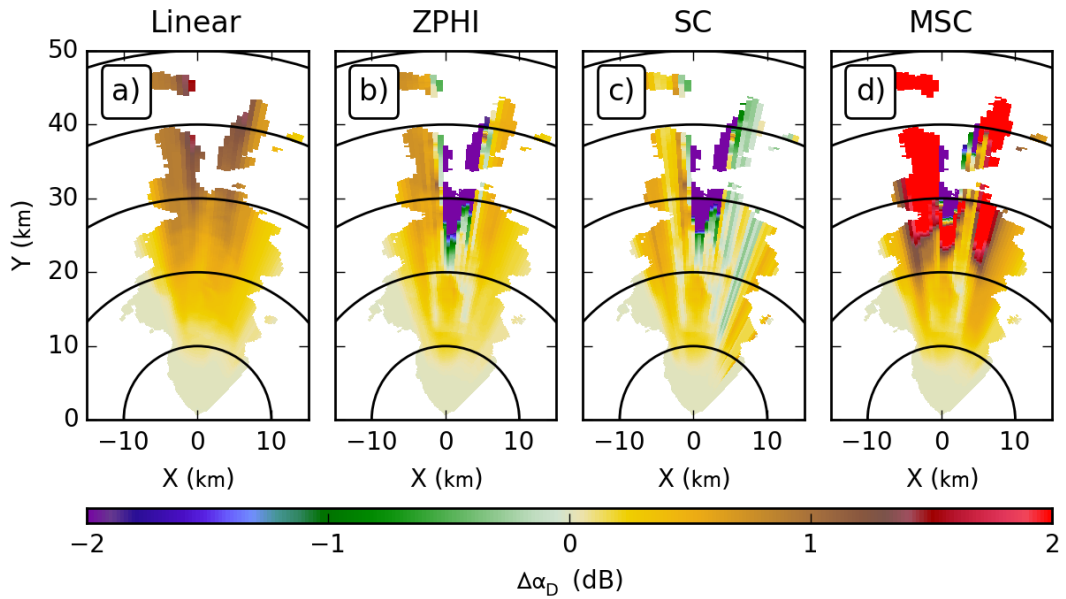 Linear ZPHI SC MSC
a) b) c) d)
50
40
30
20
10
0
Y (km)
−10 0 10 −10 0 10 −10 0 10 −10 0 10
X (km) X (km) X (km) X (km)
−2 −1 0 1 2
Δα_D (dB)